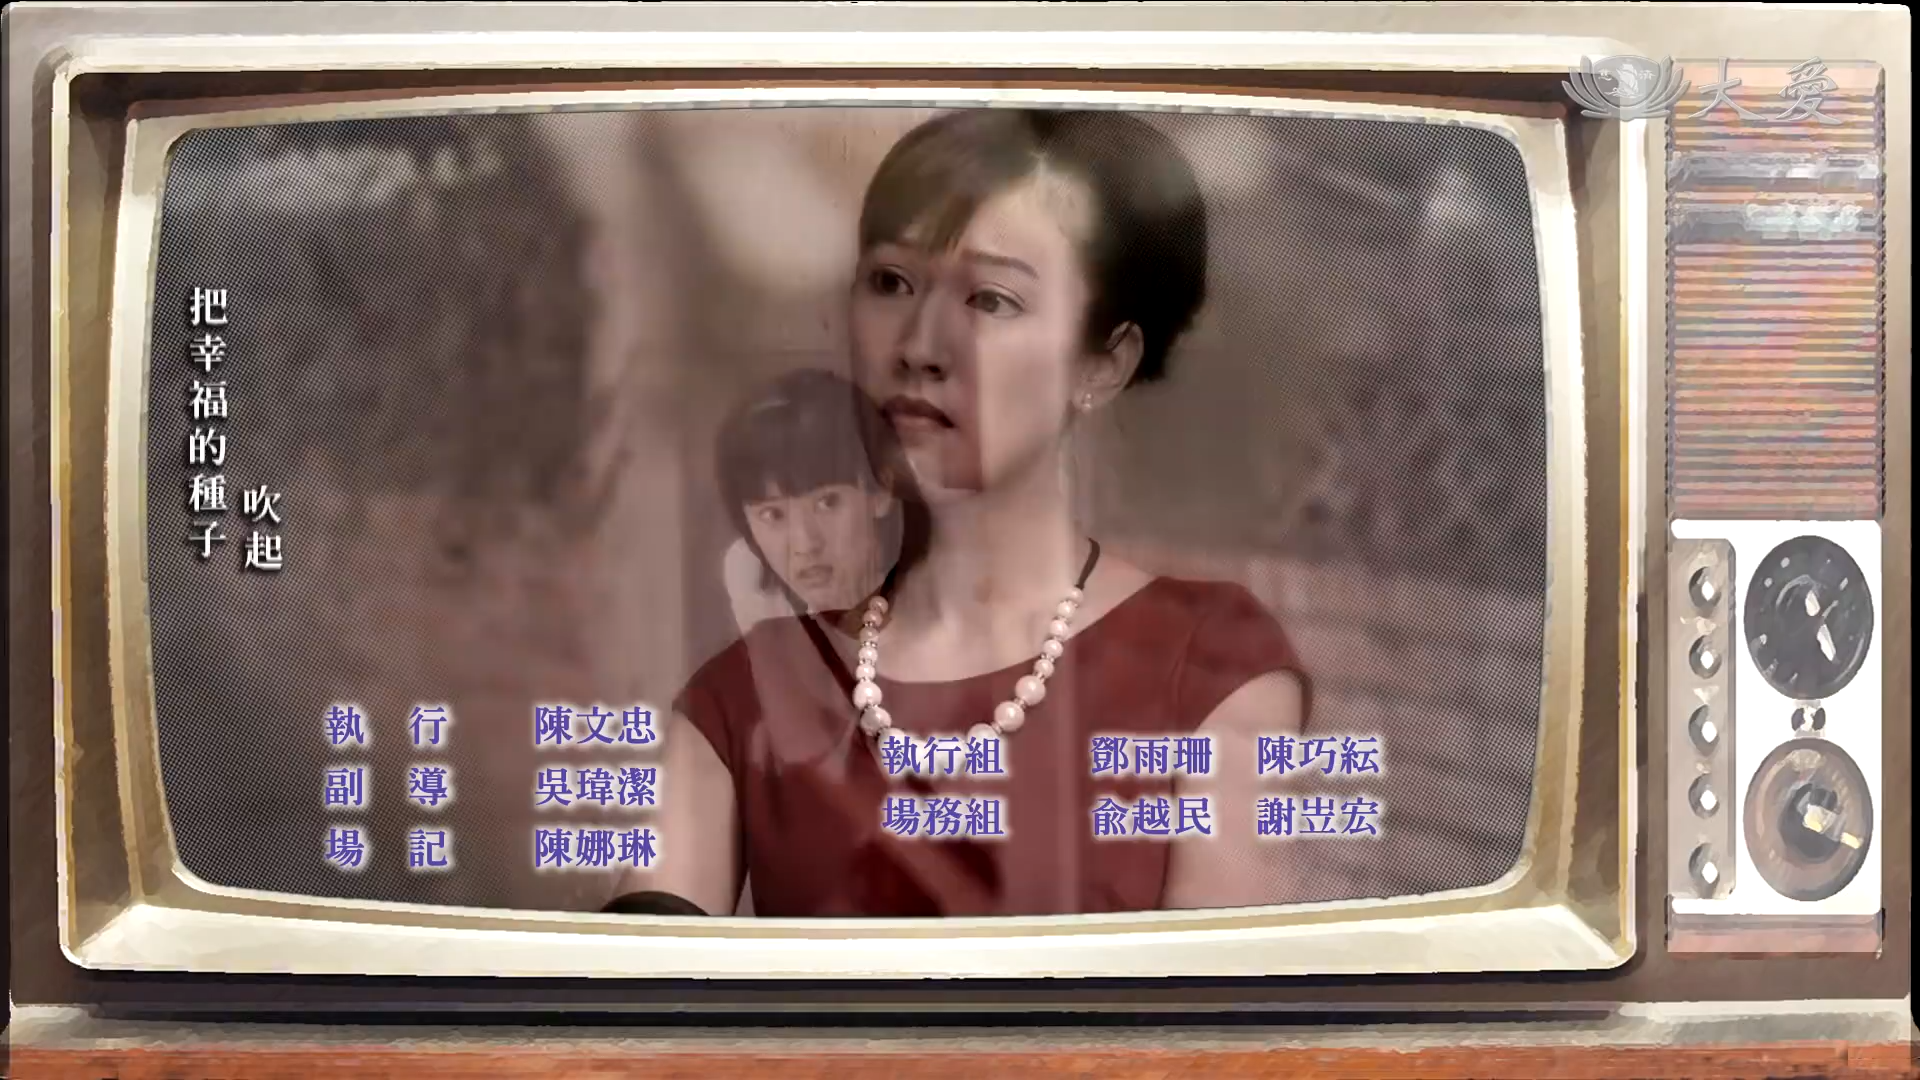 大愛
慈濟
把幸福的種子
吹起
執 行 陳文忠
副 導 吳瑋潔
場 記 陳娜琳
執行組 鄧雨珊 陳巧紜
場務組 俞越民 謝岦宏